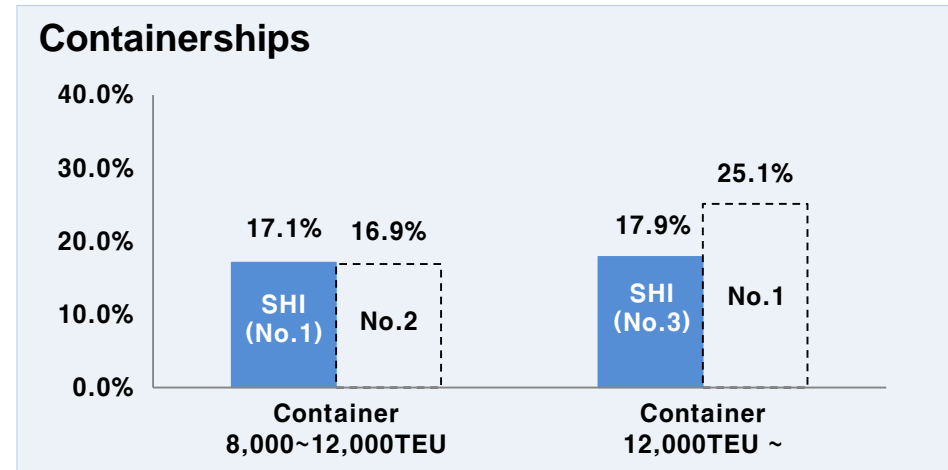 Containerships
40.0%
30.0%
20.0%
10.0%
0.0%
17.1%
16.9%
17.9%
25.1%
SHI
(No.1)
No.2
SHI
(No.3)
No.1
Container
8,000~12,000TEU
Container
12,000TEU ~